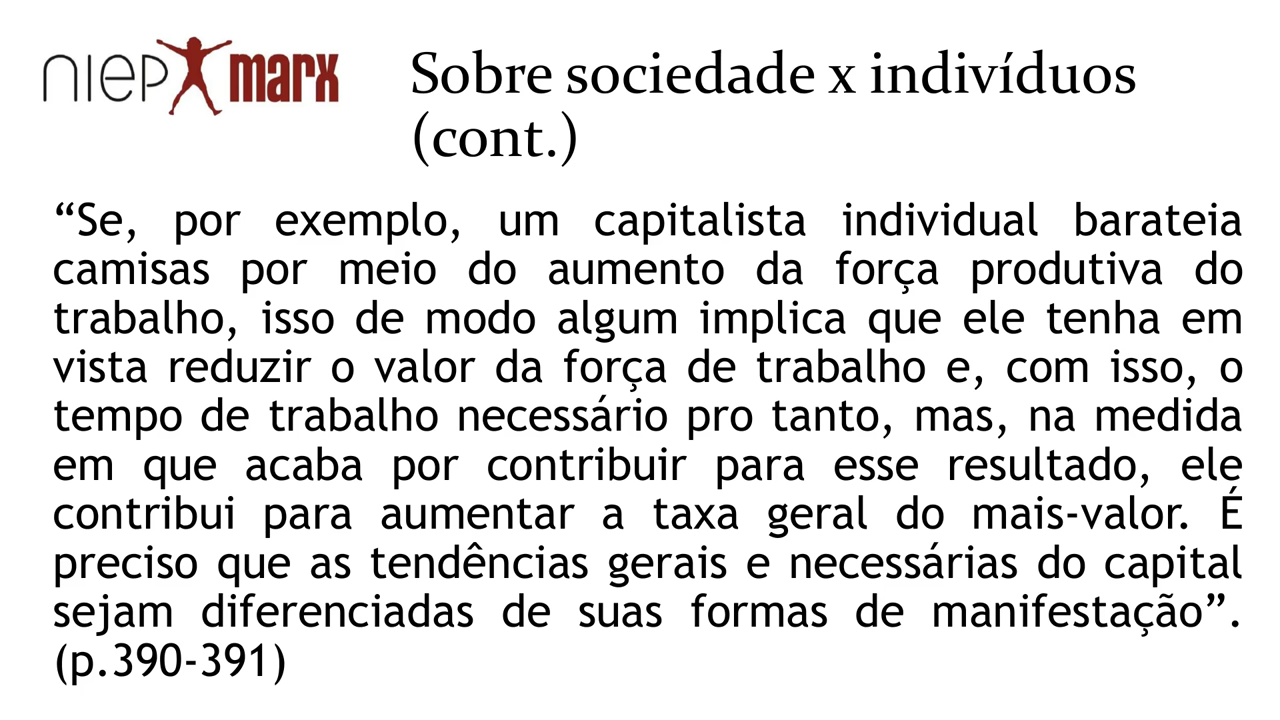 NIEP marx
Sobre sociedade x indivíduos
(cont.)
“Se, por exemplo, um capitalista individual barateia
camisas por meio do aumento da força produtiva do
trabalho, isso de modo algum implica que ele tenha em
vista reduzir o valor da força de trabalho e, com isso, o
tempo de trabalho necessário pro tanto, mas, na medida
em que acaba por contribuir para esse resultado, ele
contribui para aumentar a taxa geral do mais-valor. É
preciso que as tendências gerais e necessárias do capital
sejam diferenciadas de suas formas de manifestação”.
(p.390-391)